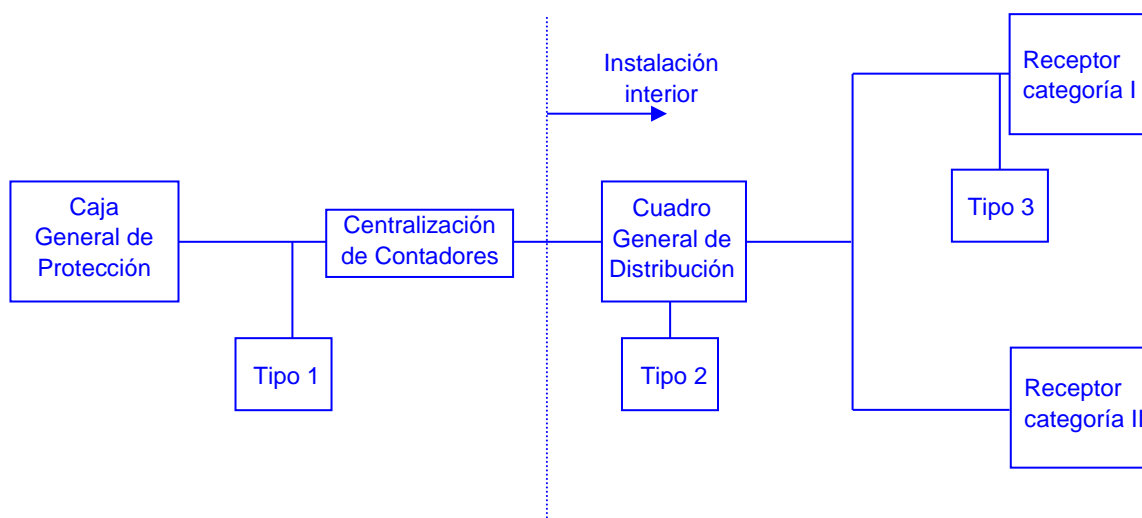 Instalación
interior
Receptor
categoría I
Caja
General de
Protección
Centralización
de Contadores
Cuadro
General de
Distribución
Tipo 3
Tipo 1
Tipo 2
Receptor
categoría II